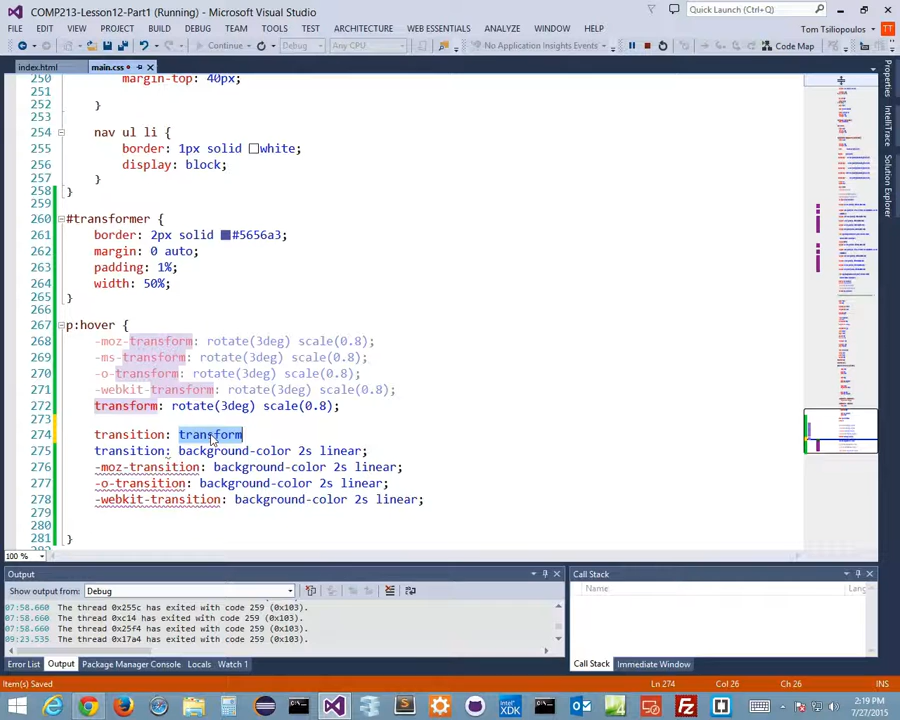 COMP213-Lesson12-Part1 (Running) - Microsoft Visual Studio
Quick Launch (Ctrl+Q)
FILE EDIT VIEW PROJECT BUILD DEBUG TEAM TOOLS TEST ARCHITECTURE WEB ESSENTIALS ANALYZE WINDOW HELP
Tom Tsiliopoulos TT
Continue Debug Any CPU No Application Insights Events Code Map
index.html main.css
250 margin-top: 40px;
251
252 }
253
254 nav ul li {
255 border: 1px solid white;
256 display: block;
257 }
258 }
259
260 #transformer {
261 border: 2px solid #5656a3;
262 margin: 0 auto;
263 padding: 1%;
264 width: 50%;
265 }
266
267 p:hover {
268 -moz-transform: rotate(3deg) scale(0.8);
269 -ms-transform: rotate(3deg) scale(0.8);
270 -o-transform: rotate(3deg) scale(0.8);
271 -webkit-transform: rotate(3deg) scale(0.8);
272 transform: rotate(3deg) scale(0.8);
273
274 transition: transform
275 transition: background-color 2s linear;
276 -moz-transition: background-color 2s linear;
277 -o-transition: background-color 2s linear;
278 -webkit-transition: background-color 2s linear;
279
280
281 }
Properties
IntelliTrace
Solution Explorer
100 %
Output
Show output from: Debug
07:58.660 The thread 0x255c has exited with code 259 (0x103).
07:58.660 The thread 0xc14 has exited with code 259 (0x103).
07:58.660 The thread 0x25f4 has exited with code 259 (0x103).
09:23.535 The thread 0x17a4 has exited with code 259 (0x103).
Error List Output Package Manager Console Locals Watch 1
Call Stack
Name Lang
Call Stack Immediate Window
Item(s) Saved Ln 274 Col 26 Ch 26 INS
2:19 PM
7/27/2015